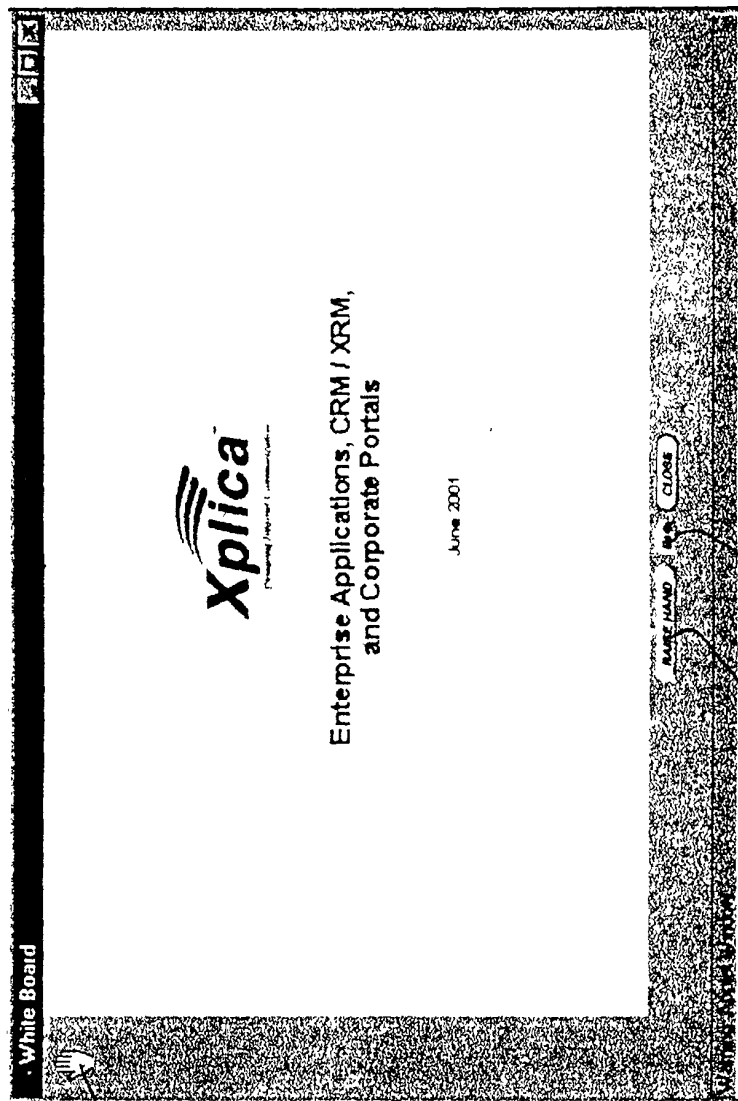 - White Board
Xplica
Enterprise Applications, CRM / XRM,
and Corporate Portals
June 2001
RAISE HAND
CLOSE